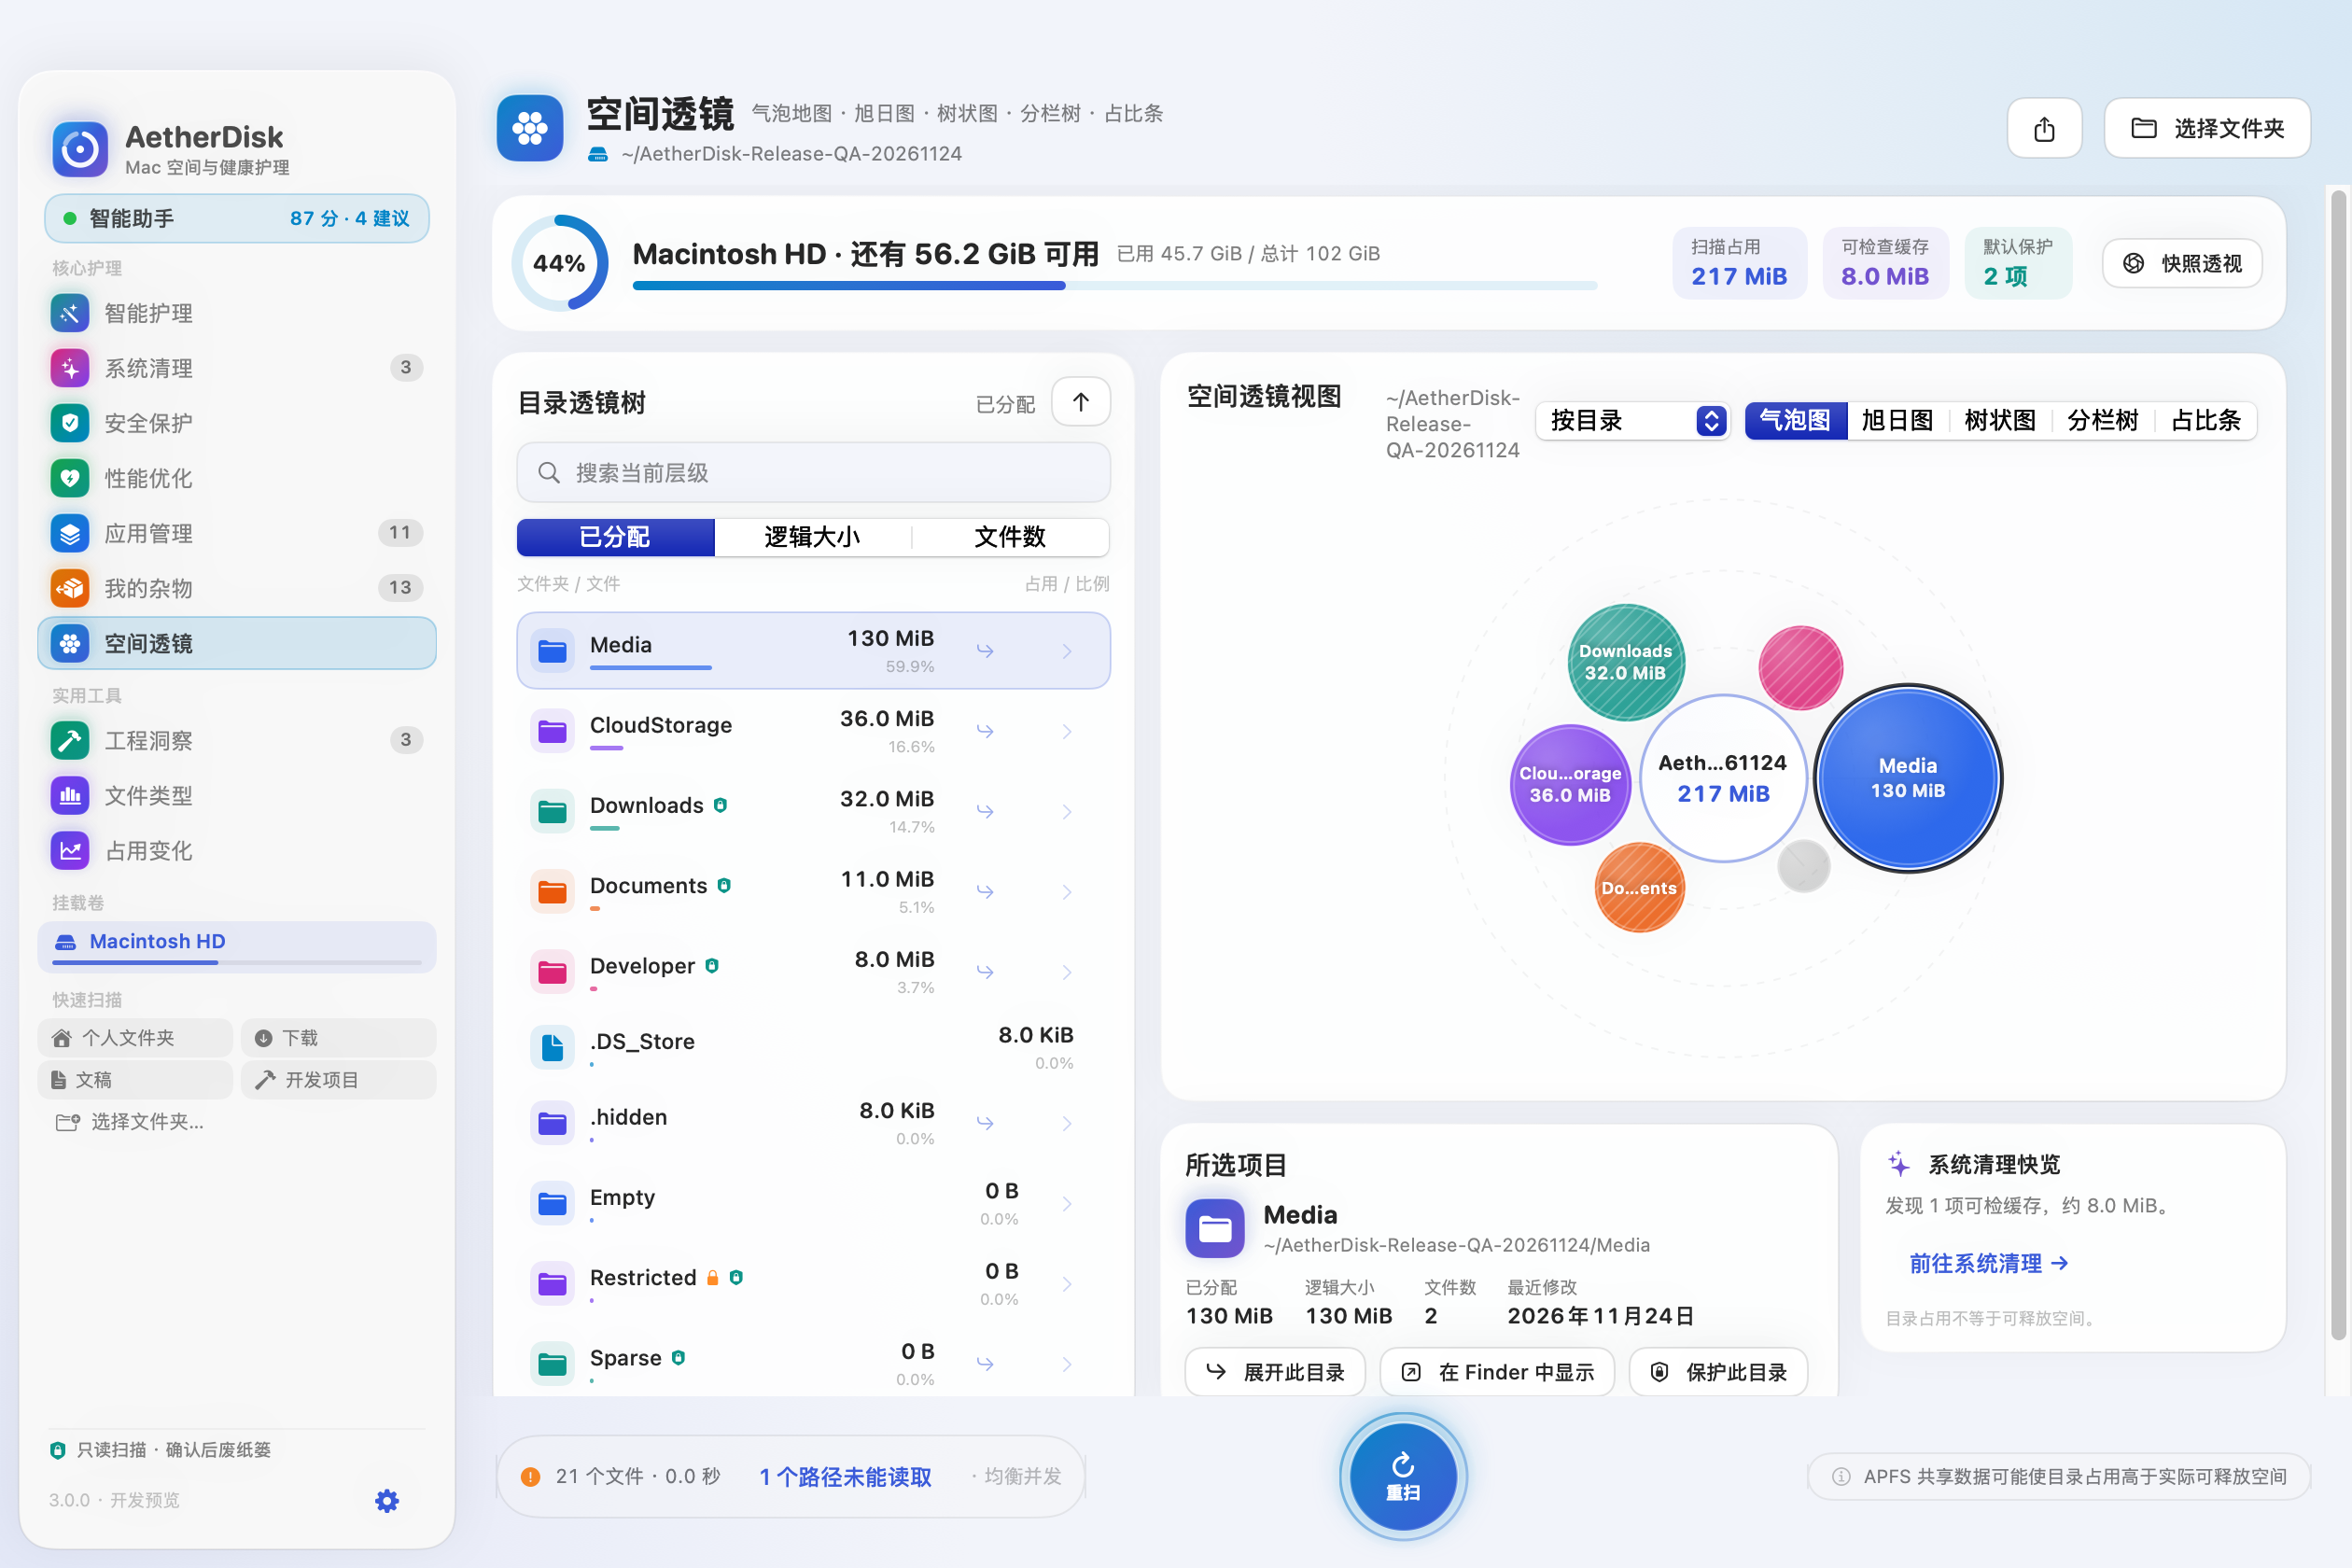 AetherDisk
Mac 空间与健康护理
智能助手
87 分 · 4 建议
核心护理
智能护理
系统清理
3
安全保护
性能优化
应用管理
11
我的杂物
13
空间透镜
实用工具
工程洞察
3
文件类型
占用变化
挂载卷
Macintosh HD
快速扫描
个人文件夹
下载
文稿
开发项目
选择文件夹...
只读扫描 · 确认后废纸篓
3.0.0 · 开发预览
空间透镜
气泡地图 · 旭日图 · 树状图 · 分栏树 · 占比条
~/AetherDisk-Release-QA-20261124
选择文件夹
44%
Macintosh HD · 还有 56.2 GiB 可用
已用 45.7 GiB / 总计 102 GiB
扫描占用
217 MiB
可检查缓存
8.0 MiB
默认保护
2 项
快照透视
目录透镜树
已分配
搜索当前层级
已分配
逻辑大小
文件数
文件夹 / 文件
占用 / 比例
Media
130 MiB
59.9%
CloudStorage
36.0 MiB
16.6%
Downloads
32.0 MiB
14.7%
Documents
11.0 MiB
5.1%
Developer
8.0 MiB
3.7%
.DS_Store
8.0 KiB
0.0%
.hidden
8.0 KiB
0.0%
Empty
0 B
0.0%
Restricted
0 B
0.0%
Sparse
0 B
0.0%
空间透镜视图
~/AetherDisk-
Release-
QA-20261124
按目录
气泡图
旭日图
树状图
分栏树
占比条
Downloads
32.0 MiB
Clou...orage
36.0 MiB
Aeth...61124
217 MiB
Media
130 MiB
Do...ents
所选项目
Media
~/AetherDisk-Release-QA-20261124/Media
已分配
130 MiB
逻辑大小
130 MiB
文件数
2
最近修改
2026年11月24日
展开此目录
在 Finder 中显示
保护此目录
系统清理快览
发现 1 项可检缓存，约 8.0 MiB。
前往系统清理 →
目录占用不等于可释放空间。
21 个文件 · 0.0 秒
1 个路径未能读取
· 均衡并发
重扫
APFS 共享数据可能使目录占用高于实际可释放空间